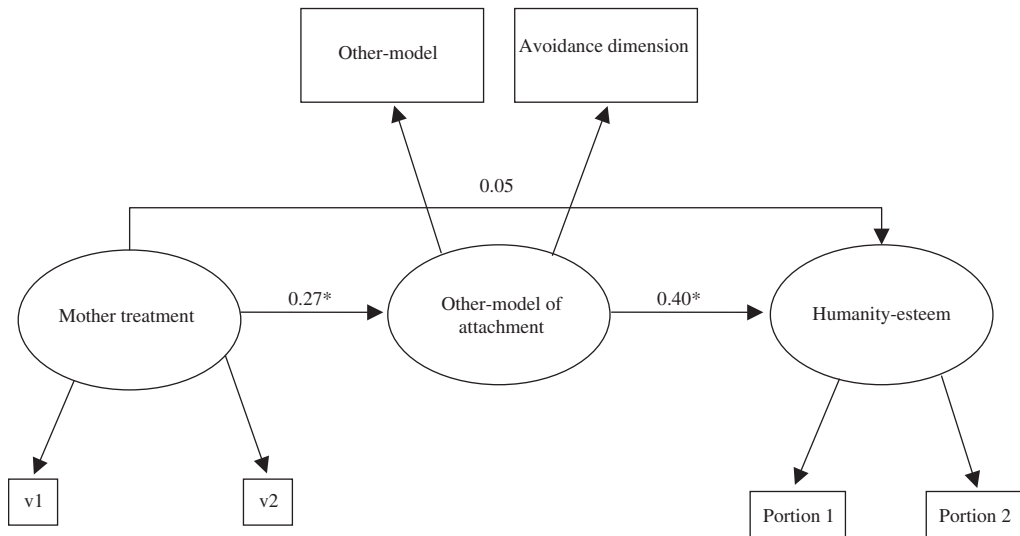 Other-model
Avoidance dimension
0.05
Mother treatment
0.27*
Other-model of
attachment
0.40*
Humanity-esteem
v1
v2
Portion 1
Portion 2